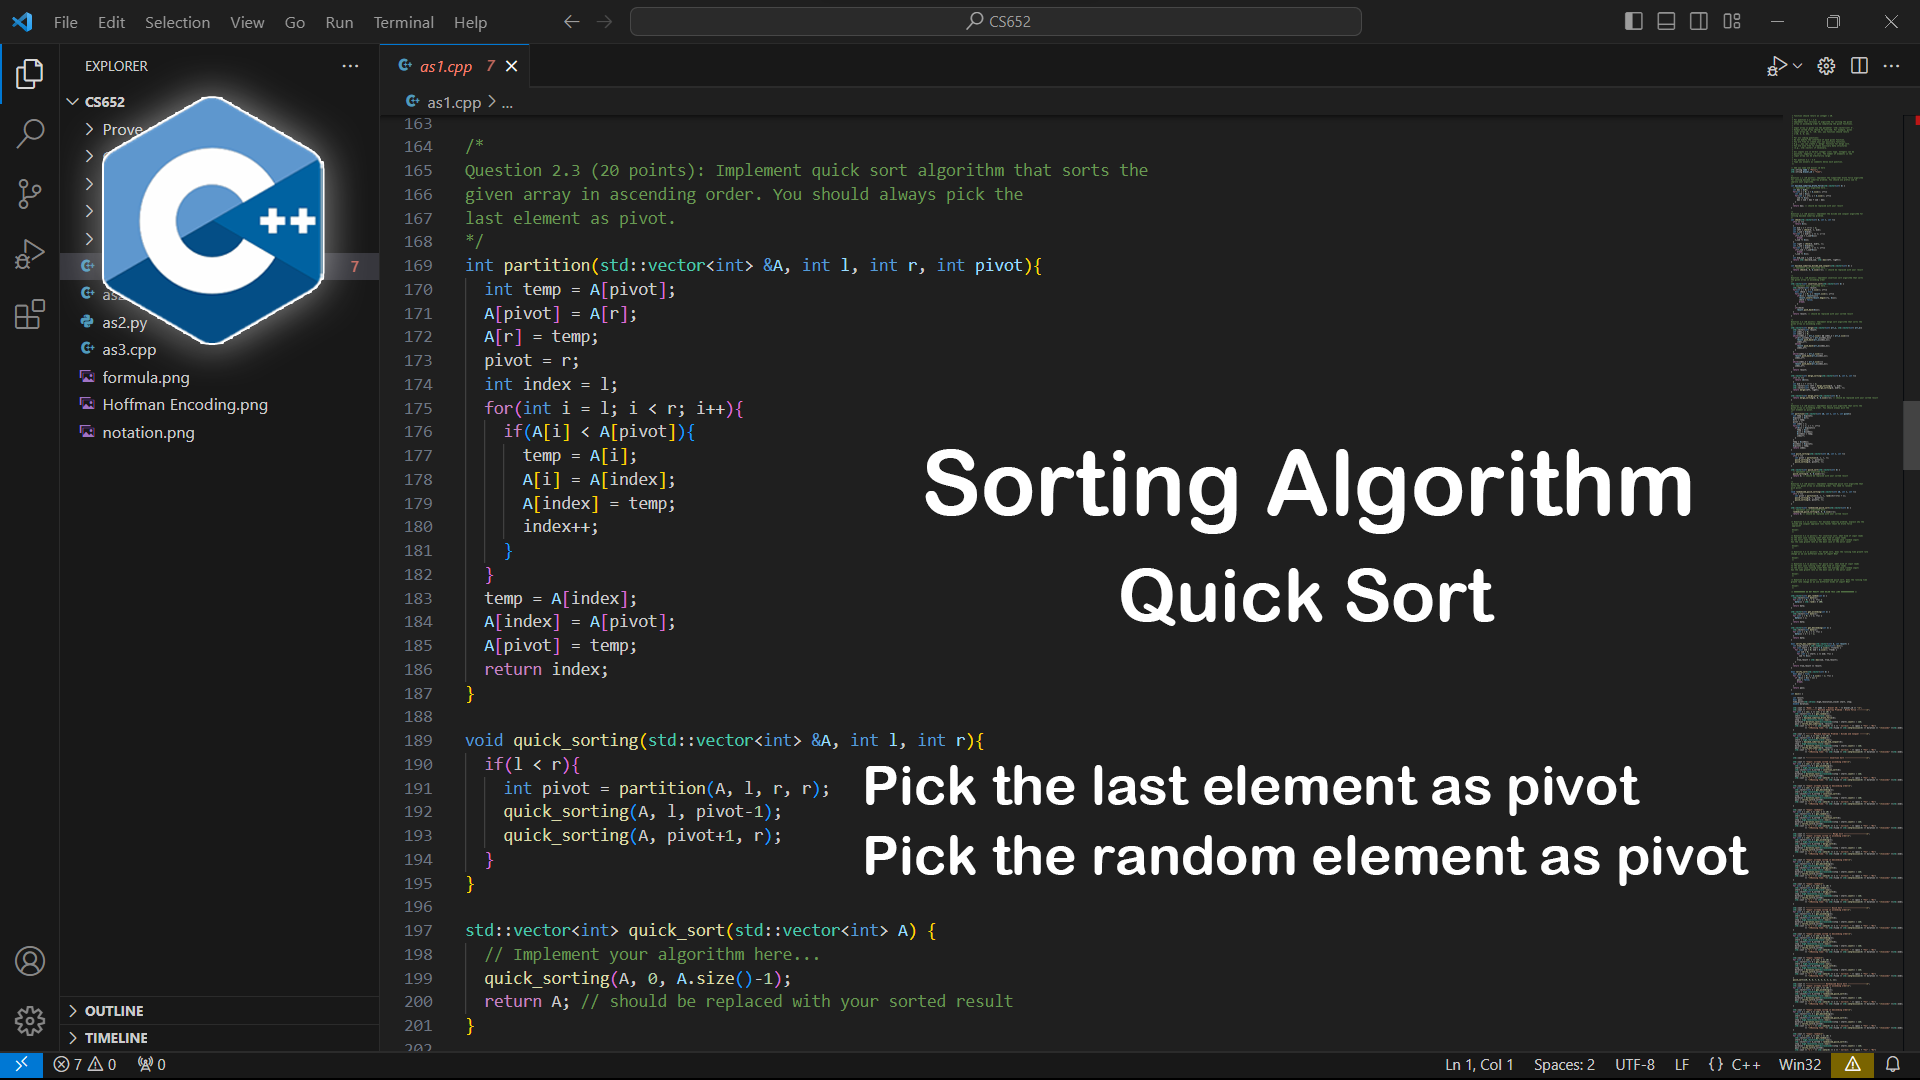 File Edit Selection View Go Run Terminal Help
CS652
EXPLORER
CS652
Prove
7
as2.py
as3.cpp
formula.png
Hoffman Encoding.png
notation.png
OUTLINE
TIMELINE
C++
as1.cpp 7
as1.cpp > ...
163
164 /*
165 Question 2.3 (20 points): Implement quick sort algorithm that sorts the
166 given array in ascending order. You should always pick the
167 last element as pivot.
168 */
169 int partition(std::vector<int> &A, int l, int r, int pivot){
170 int temp = A[pivot];
171 A[pivot] = A[r];
172 A[r] = temp;
173 pivot = r;
174 int index = l;
175 for(int i = l; i < r; i++){
176 if(A[i] < A[pivot]){
177 temp = A[i];
178 A[i] = A[index];
179 A[index] = temp;
180 index++;
181 }
182 }
183 temp = A[index];
184 A[index] = A[pivot];
185 A[pivot] = temp;
186 return index;
187 }
188
189 void quick_sorting(std::vector<int> &A, int l, int r){
190 if(l < r){
191 int pivot = partition(A, l, r, r);
192 quick_sorting(A, l, pivot-1);
193 quick_sorting(A, pivot+1, r);
194 }
195 }
196
197 std::vector<int> quick_sort(std::vector<int> A) {
198 // Implement your algorithm here...
199 quick_sorting(A, 0, A.size()-1);
200 return A; // should be replaced with your sorted result
201 }
202
Sorting Algorithm
Quick Sort
Pick the last element as pivot
Pick the random element as pivot
7 0 0
Ln 1, Col 1 Spaces: 2 UTF-8 LF {} C++ Win32